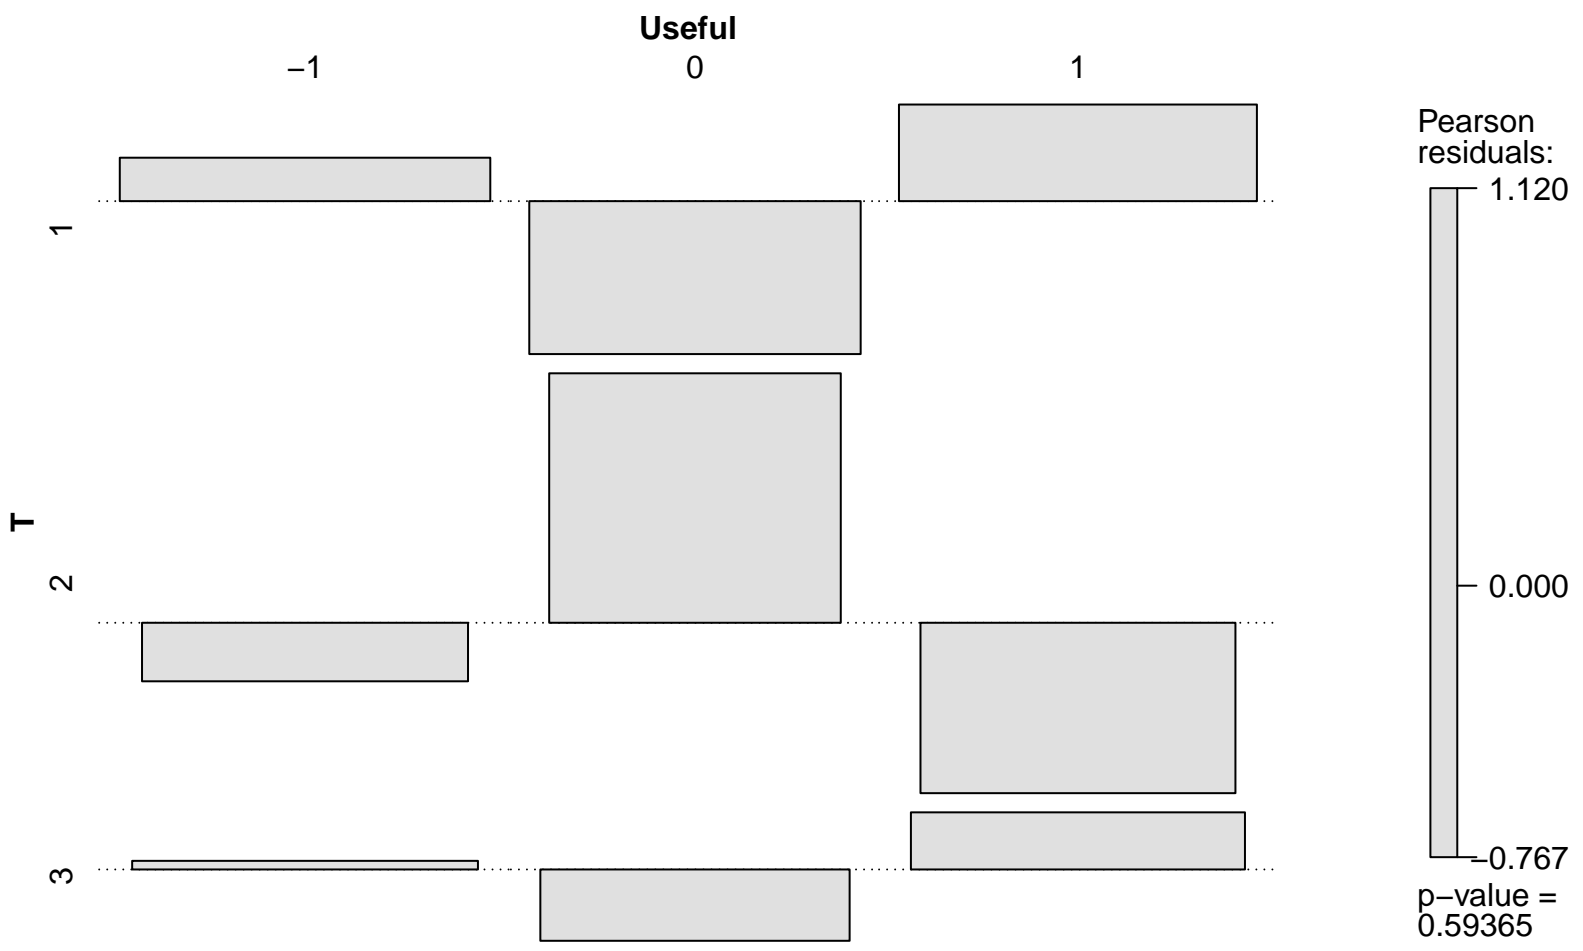 Useful
−1 0 1
Pearson
residuals:
1.120
1
T
2
0.000
3
−0.767
p−value =
0.59365